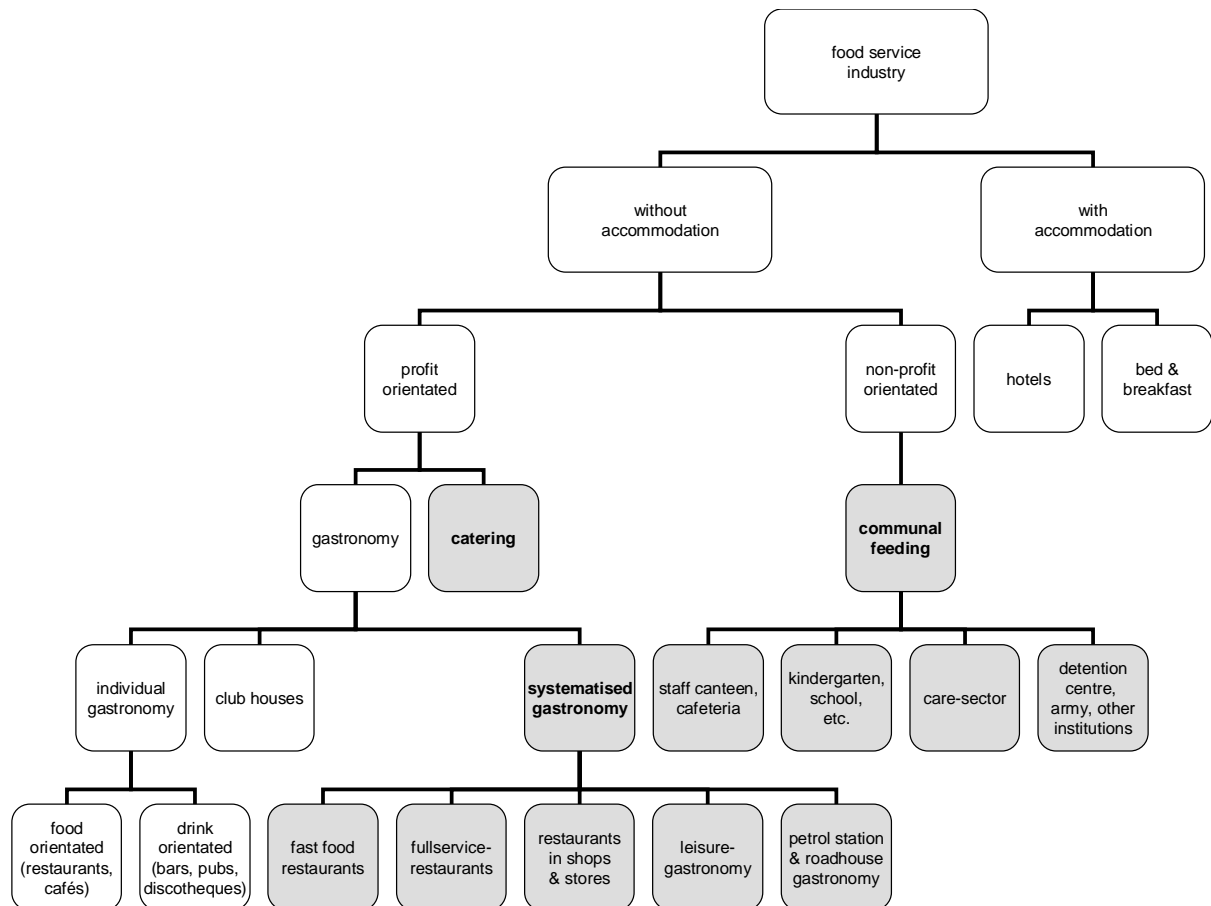 food service
industry
without
accommodation
with
accommodation
profit
orientated
non-profit
orientated
hotels
bed &
breakfast
gastronomy
catering
communal
feeding
individual
gastronomy
club houses
systematised
gastronomy
staff canteen,
cafeteria
kindergarten,
school,
etc.
care-sector
detention
centre,
army, other
institutions
food
orientated
(restaurants,
cafés)
drink
orientated
(bars, pubs,
discotheques)
fast food
restaurants
fullservice-
restaurants
restaurants
in shops
& stores
leisure-
gastronomy
petrol station
& roadhouse
gastronomy